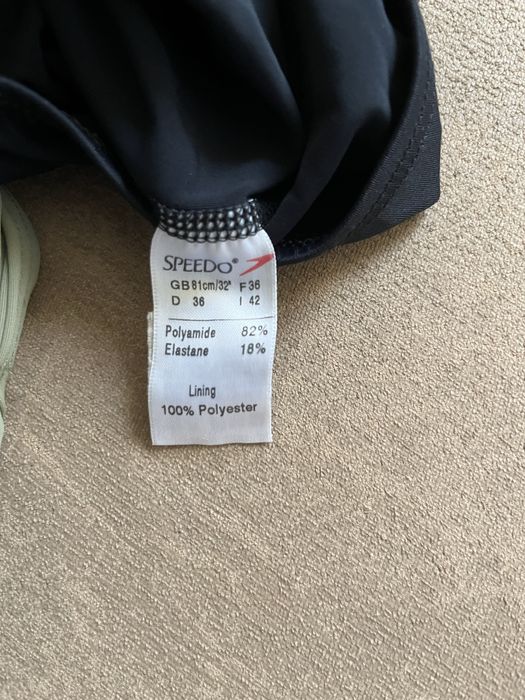 SPEEDO®
GB 81cm/32" F 36
D 36 I 42
Polyamide 82%
Elastane 18%
Lining
100% Polyester